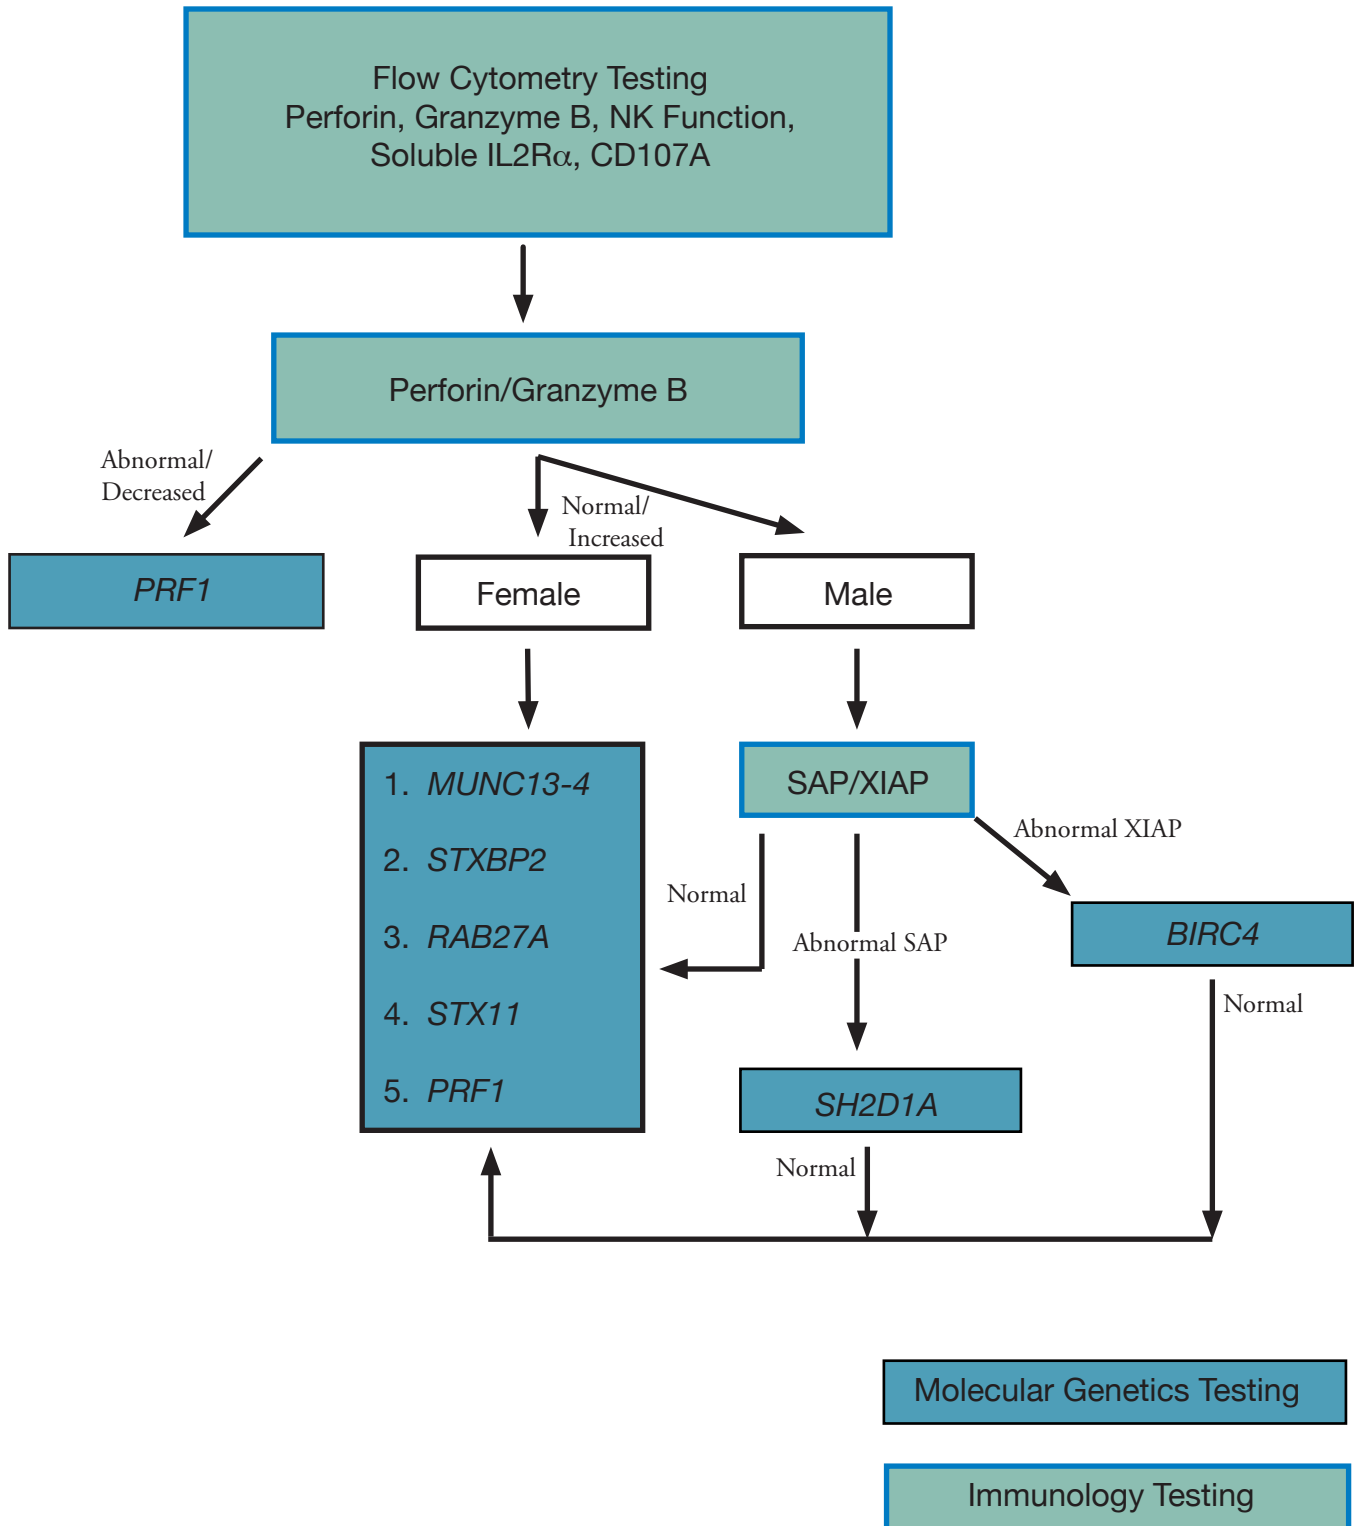 Flow Cytometry Testing
Perforin, Granzyme B, NK Function,
Soluble IL2Rα, CD107A
Perforin/Granzyme B
Abnormal/
Decreased
Normal/
Increased
PRF1
Female
Male
1. MUNC13-4
2. STXBP2
3. RAB27A
4. STX11
5. PRF1
SAP/XIAP
Abnormal XIAP
Normal
Abnormal SAP
BIRC4
Normal
SH2D1A
Normal
Molecular Genetics Testing
Immunology Testing